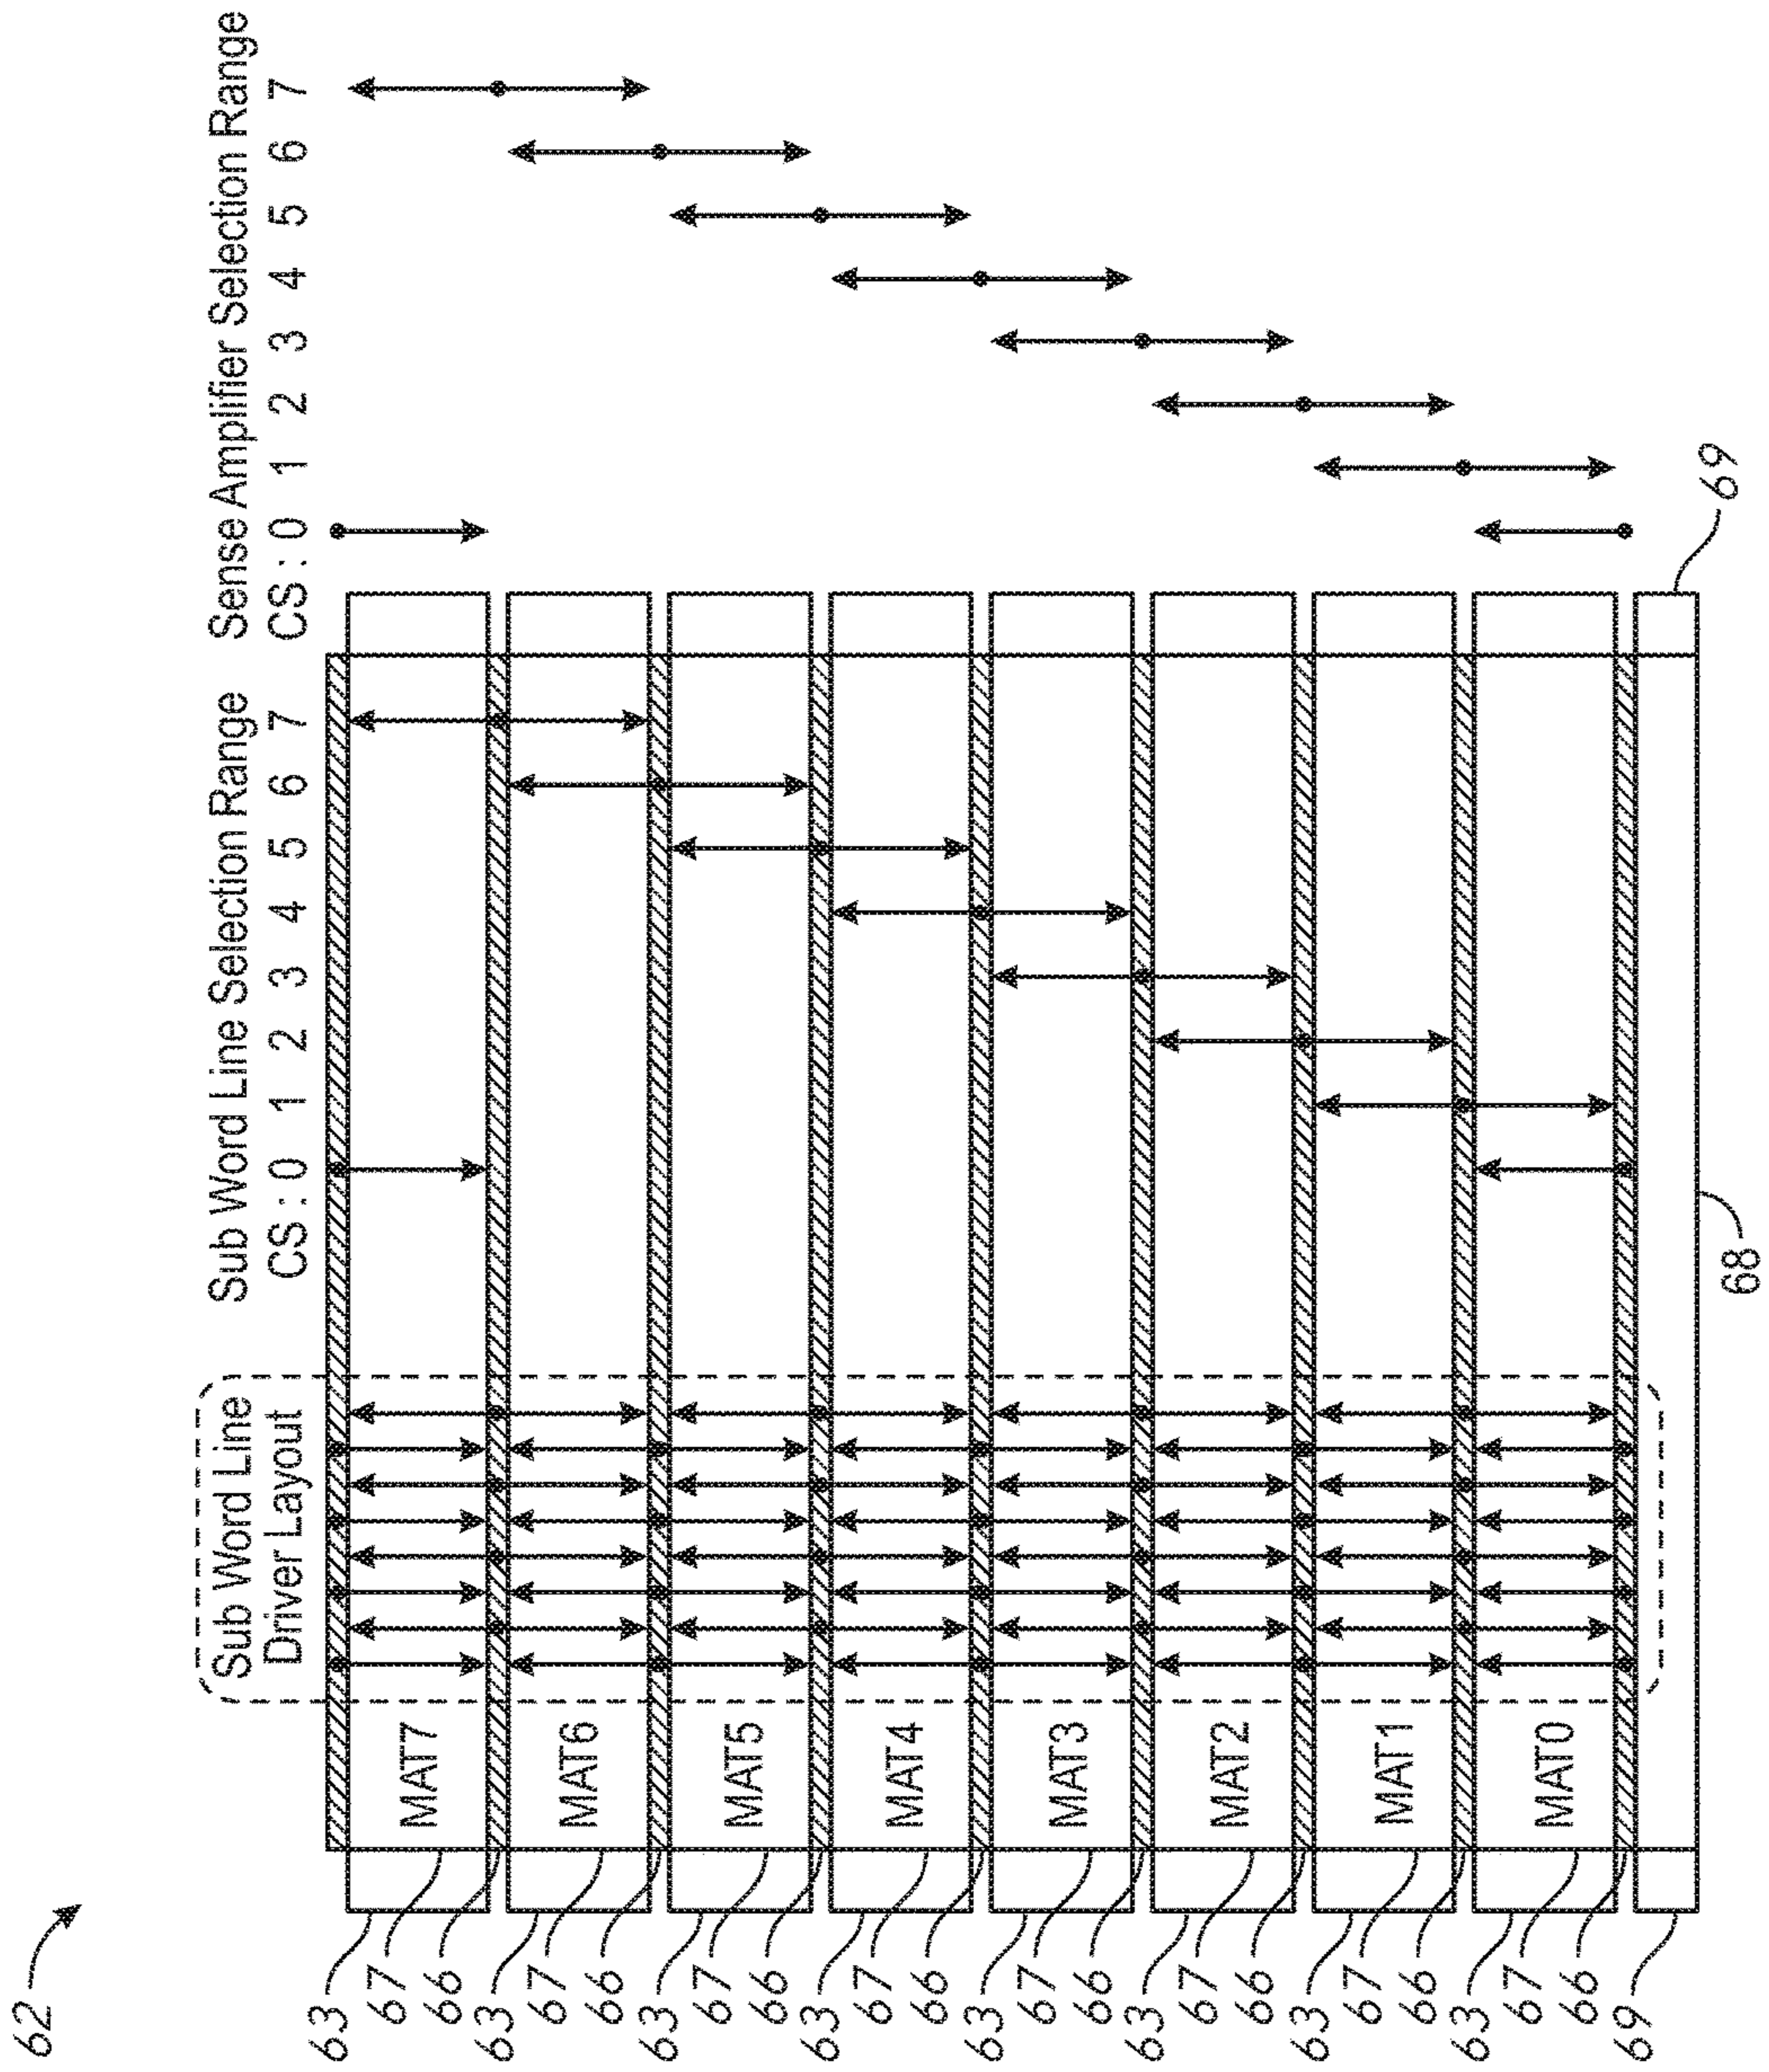 62
Sub Word Line
Driver Layout
Sub Word Line Selection Range
CS : 0 1 2 3 4 5 6 7
Sense Amplifier Selection Range
CS : 0 1 2 3 4 5 6 7
63
67
MAT7
66
63
67
MAT6
66
63
67
MAT5
66
63
67
MAT4
66
63
67
MAT3
66
63
67
MAT2
66
63
67
MAT1
66
63
67
MAT0
66
69
69
68